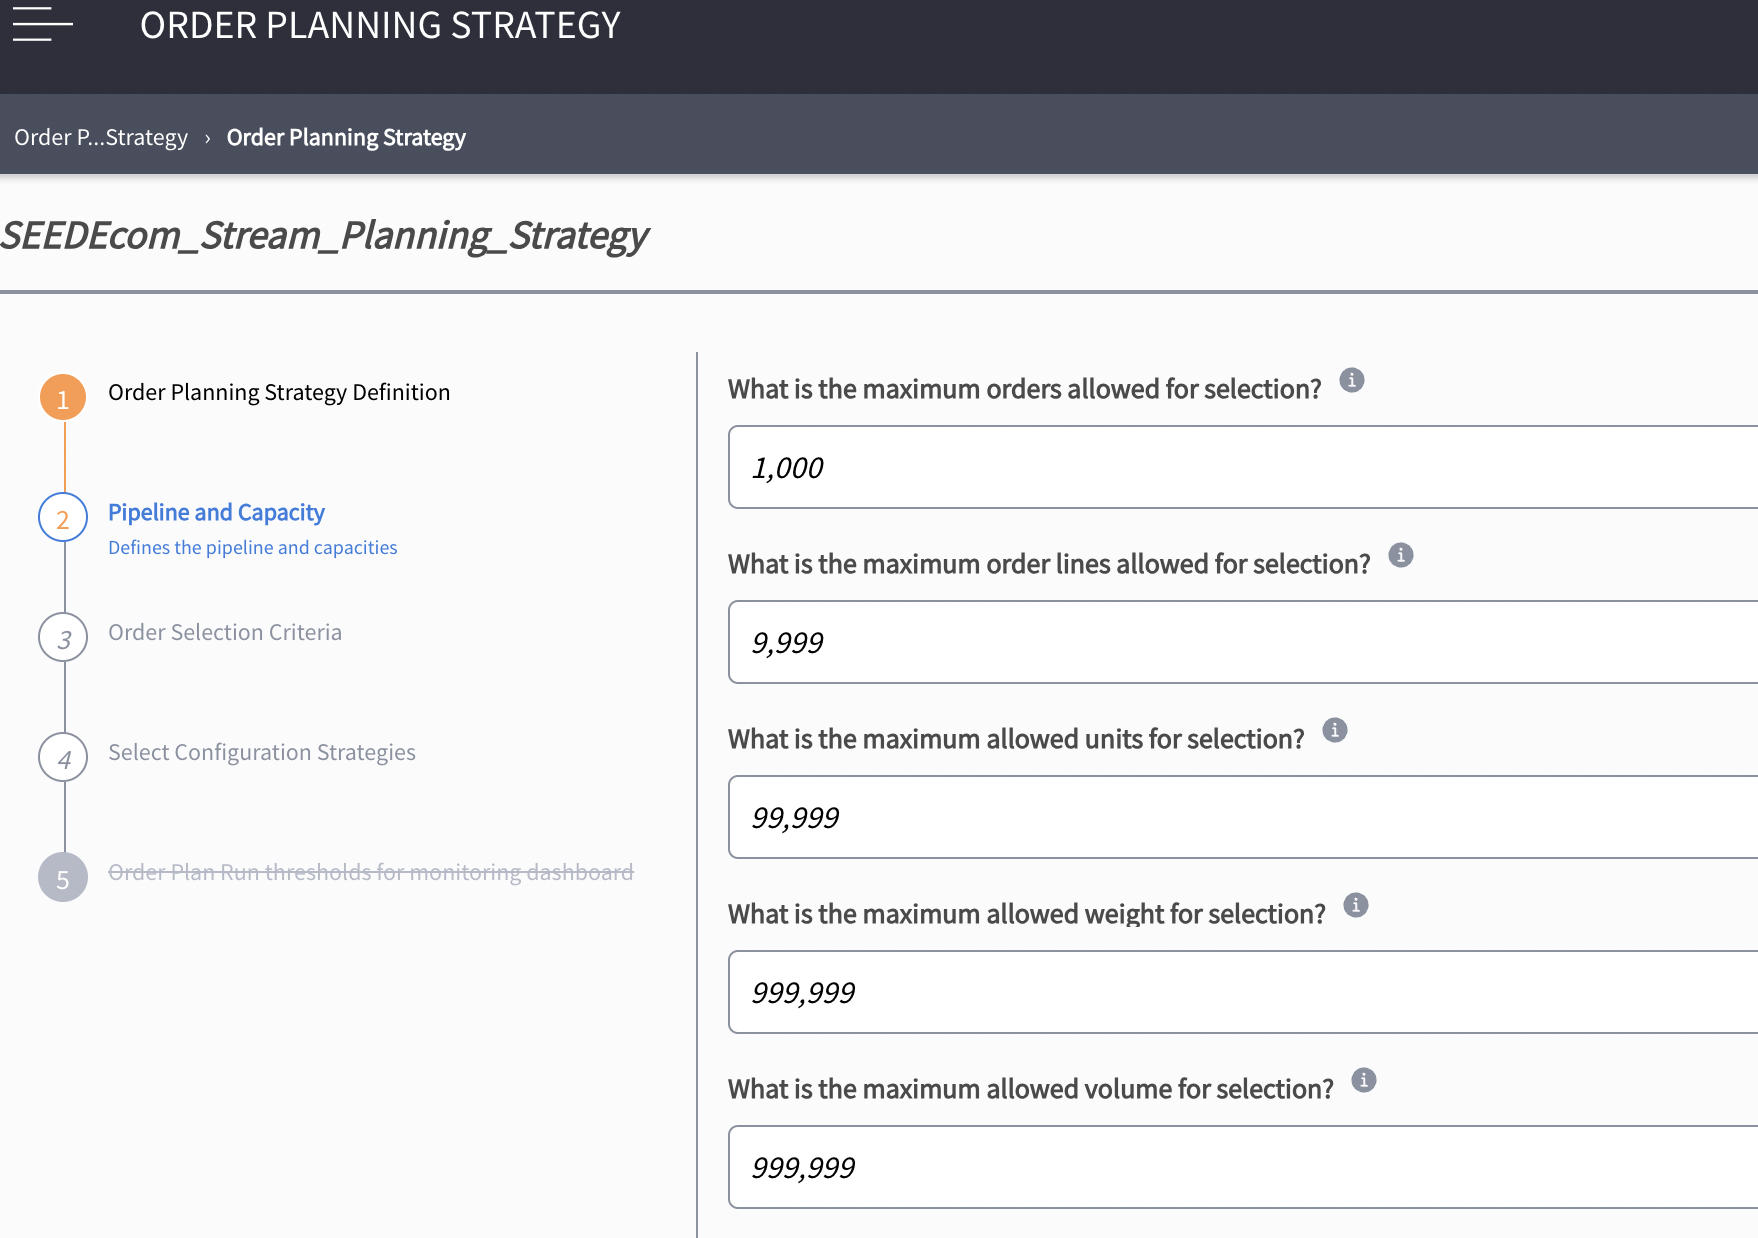 ORDER PLANNING STRATEGY
Order P...Strategy › Order Planning Strategy
SEEDEcom_Stream_Planning_Strategy
1 Order Planning Strategy Definition
2 Pipeline and Capacity
Defines the pipeline and capacities
3 Order Selection Criteria
4 Select Configuration Strategies
5 Order Plan Run thresholds for monitoring dashboard
What is the maximum orders allowed for selection? i
1,000
What is the maximum order lines allowed for selection? i
9,999
What is the maximum allowed units for selection? i
99,999
What is the maximum allowed weight for selection? i
999,999
What is the maximum allowed volume for selection? i
999,999